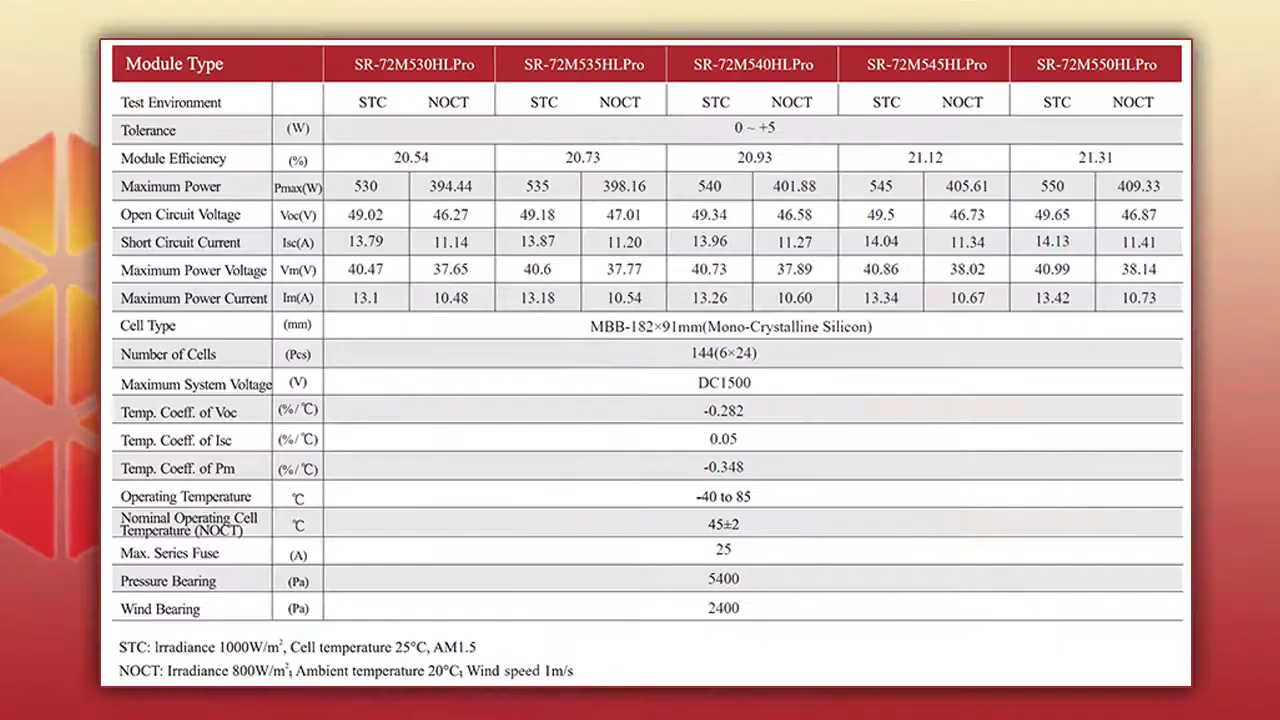 Module Type SR-72M530HLPro SR-72M535HLPro SR-72M540HLPro SR-72M545HLPro SR-72M550HLPro
Test Environment STC NOCT STC NOCT STC NOCT STC NOCT STC NOCT
Tolerance (W) 0 ~ +5
Module Efficiency (%) 20.54 20.73 20.93 21.12 21.31
Maximum Power Pmax(W) 530 394.44 535 398.16 540 401.88 545 405.61 550 409.33
Open Circuit Voltage Voc(V) 49.02 46.27 49.18 47.01 49.34 46.58 49.5 46.73 49.65 46.87
Short Circuit Current Isc(A) 13.79 11.14 13.87 11.20 13.96 11.27 14.04 11.34 14.13 11.41
Maximum Power Voltage Vm(V) 40.47 37.65 40.6 37.77 40.73 37.89 40.86 38.02 40.99 38.14
Maximum Power Current Im(A) 13.1 10.48 13.18 10.54 13.26 10.60 13.34 10.67 13.42 10.73
Cell Type (mm) MBB-182×91mm(Mono-Crystalline Silicon)
Number of Cells (Pcs) 144(6×24)
Maximum System Voltage (V) DC1500
Temp. Coeff. of Voc (%/℃) -0.282
Temp. Coeff. of Isc (%/℃) 0.05
Temp. Coeff. of Pm (%/℃) -0.348
Operating Temperature ℃ -40 to 85
Nominal Operating Cell
Temperature (NOCT) ℃ 45±2
Max. Series Fuse (A) 25
Pressure Bearing (Pa) 5400
Wind Bearing (Pa) 2400
STC: lrradiance 1000W/m², Cell temperature 25°C, AM1.5
NOCT: Irradiance 800W/m²; Ambient temperature 20°C; Wind speed 1m/s